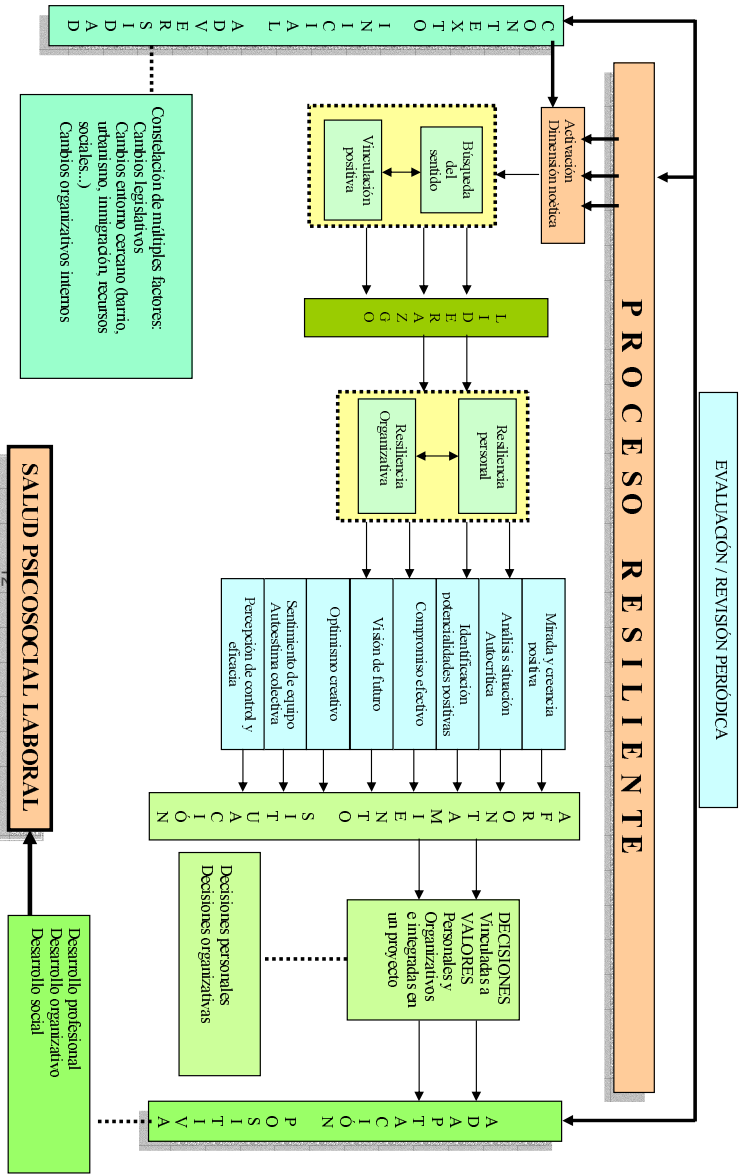 EVALUACIÓN / REVISIÓN PERIÓDICA
PROCESO RESILIENTE
CONTEXTO INICIAL ADVERSIDAD
Constelación de múltiples factores:
Cambios legislativos
Cambios entorno cercano (barrio,
urbanismo, inmigración, recursos
sociales...)
Cambios organizativos internos
Activación
Dimensión noètica
Búsqueda
del
sentido
Vinculación
positiva
LIDERAZGO
Resiliencia
personal
Resiliencia
Organizativa
Mirada y creencia
positiva
Análisis situación
Autocrítica
Identificación
potencialidades positivas
Compromiso efectivo
Visión de futuro
Optimismo creativo
Sentimiento de equipo
Autoestima colectiva
Percepción de control y
eficacia
AFRONTAMIENTO SITUACIÓN
DECISIONES
Vinculadas a
VALORES
Personales y
Organizativos
e integradas en
un proyecto
Decisiones personales
Decisiones organizativas
ADAPTACIÓN POSITIVA
Desarrollo profesional
Desarrollo organizativo
Desarrollo social
SALUD PSICOSOCIAL LABORAL
12